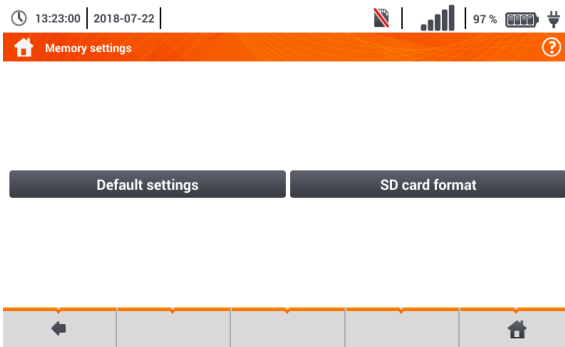 13:23:00 2018-07-22 97 %
Memory settings ?
Default settings SD card format